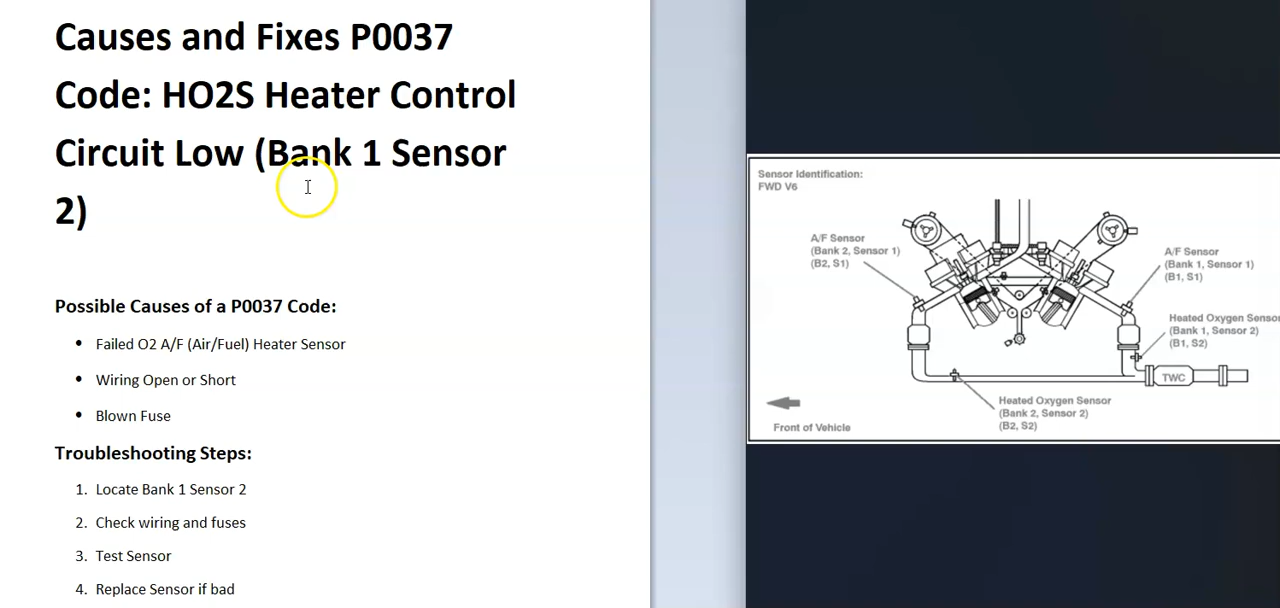 Causes and Fixes P0037
Code: HO2S Heater Control
Circuit Low (Bank 1 Sensor
2)
Possible Causes of a P0037 Code:
• Failed O2 A/F (Air/Fuel) Heater Sensor
• Wiring Open or Short
• Blown Fuse
Troubleshooting Steps:
1. Locate Bank 1 Sensor 2
2. Check wiring and fuses
3. Test Sensor
4. Replace Sensor if bad
Sensor Identification:
FWD V6
A/F Sensor
(Bank 2, Sensor 1)
(B2, S1)
A/F Sensor
(Bank 1, Sensor 1)
(B1, S1)
Heated Oxygen Sensor
(Bank 1, Sensor 2)
(B1, S2)
TWC
Heated Oxygen Sensor
(Bank 2, Sensor 2)
(B2, S2)
Front of Vehicle